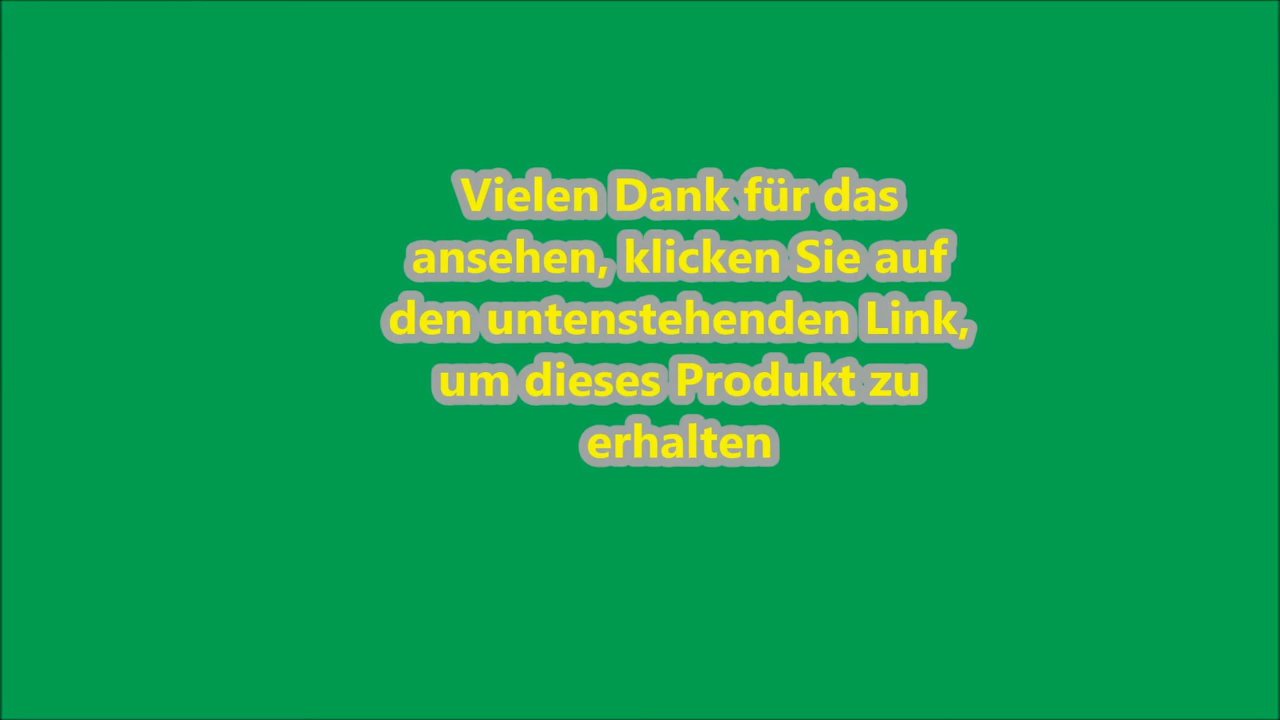 Vielen Dank für das
ansehen, klicken Sie auf
den untenstehenden Link,
um dieses Produkt zu
erhalten